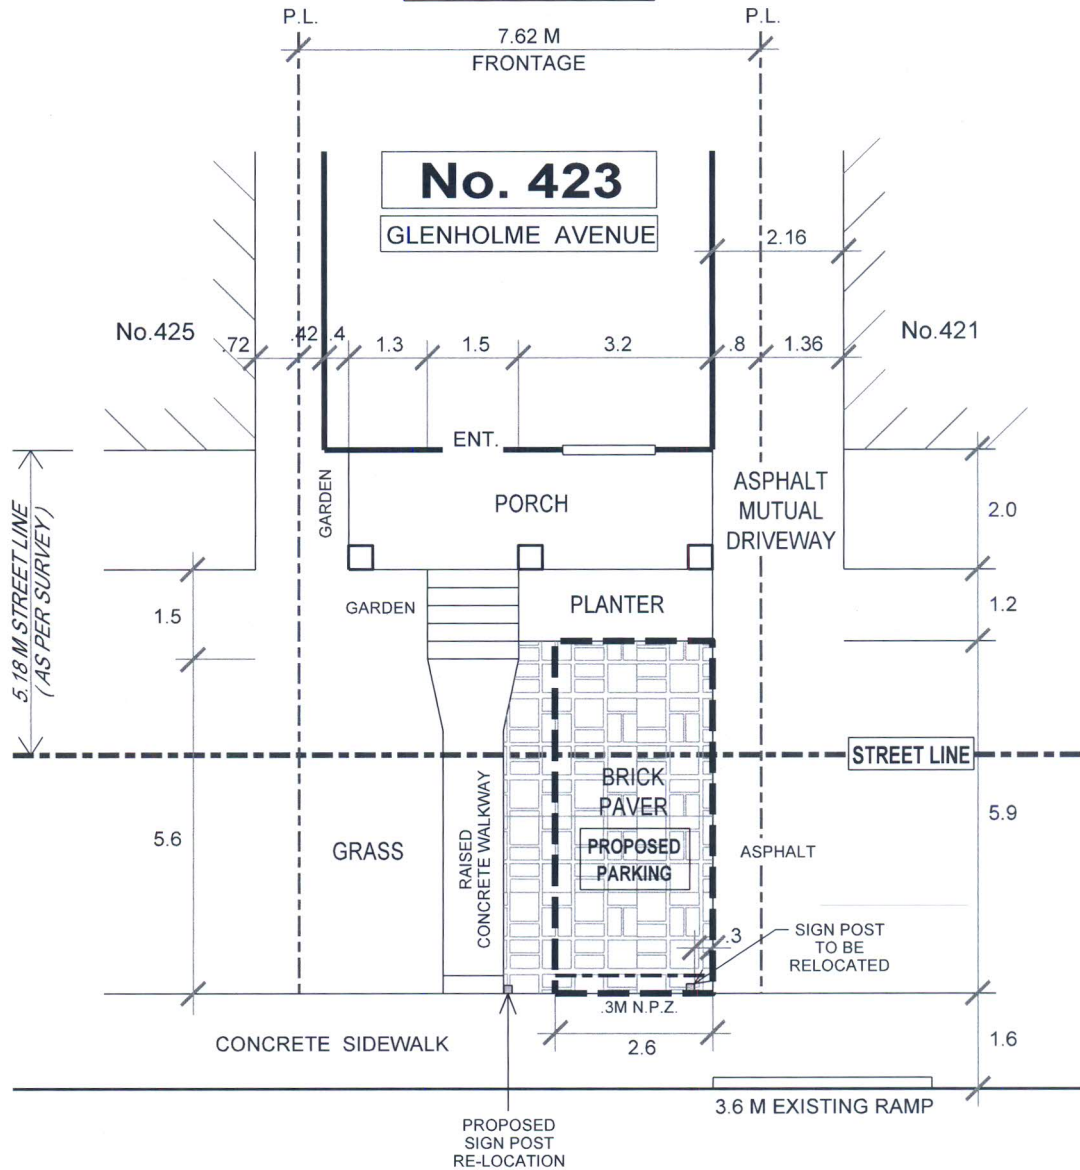 P.L.
P.L.
7.62 M
FRONTAGE
No. 423
GLENHOLME AVENUE
2.16
No.425
No.421
.72
.42
.4
1.3
1.5
3.2
.8
1.36
ENT.
GARDEN
PORCH
ASPHALT
MUTUAL
DRIVEWAY
2.0
5.18 M STREET LINE
( AS PER SURVEY )
1.5
GARDEN
PLANTER
1.2
STREET LINE
BRICK
PAVER
PROPOSED
PARKING
5.6
GRASS
RAISED
CONCRETE WALKWAY
ASPHALT
5.9
.3
SIGN POST
TO BE
RELOCATED
.3M N.P.Z.
2.6
CONCRETE SIDEWALK
1.6
3.6 M EXISTING RAMP
PROPOSED
SIGN POST
RE-LOCATION